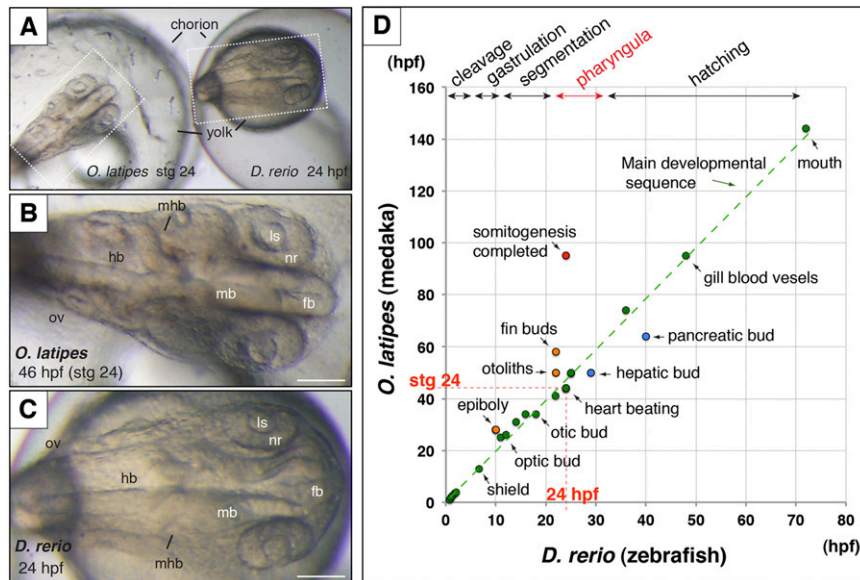 A
chorion
yolk
O. latipes stg 24
D. rerio 24 hpf
B
mhb
ls
hb
nr
mb
fb
ov
O. latipes
46 hpf (stg 24)
C
ov
ls
nr
hb
fb
mb
D. rerio
24 hpf
mhb
D
(hpf)
cleavage
gastrulation
segmentation
pharyngula
hatching
160
140
120
100
80
60
40
20
0
O. latipes (medaka)
Main developmental
sequence
mouth
somitogenesis
completed
gill blood vesels
fin buds
pancreatic bud
otoliths
hepatic bud
stg 24
heart beating
epiboly
otic bud
optic bud
shield
24 hpf
0 10 20 30 40 50 60 70 80
D. rerio (zebrafish)
(hpf)